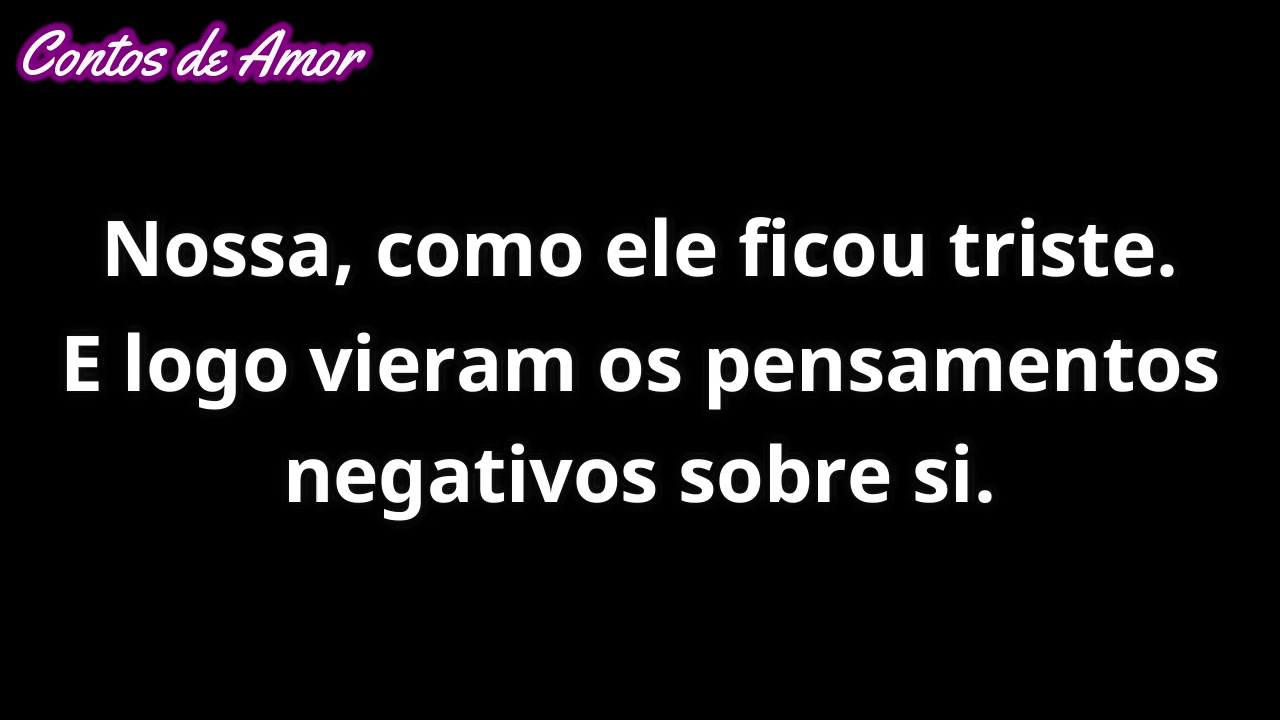 Contos de Amor
Nossa, como ele ficou triste.
E logo vieram os pensamentos
negativos sobre si.